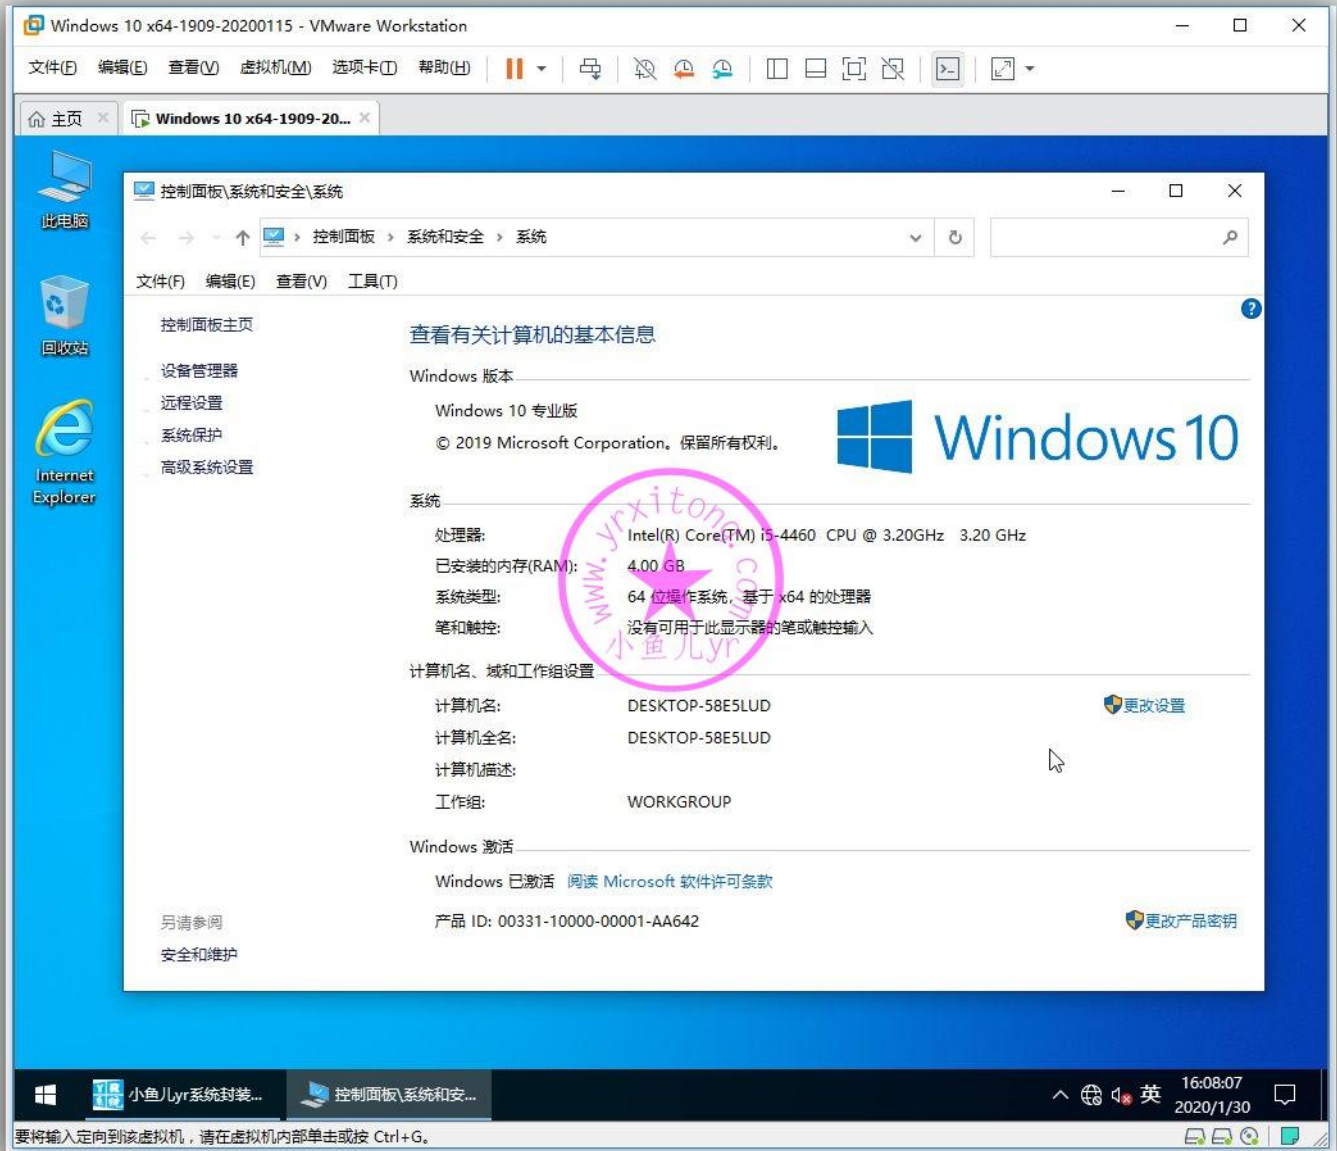 Windows 10 x64-1909-20200115 - VMware Workstation
文件(F) 编辑(E) 查看(V) 虚拟机(M) 选项卡(T) 帮助(H)
主页 Windows 10 x64-1909-20...
此电脑
回收站
Internet
Explorer
控制面板\系统和安全\系统
控制面板 系统和安全 系统
文件(F) 编辑(E) 查看(V) 工具(T)
控制面板主页
设备管理器
远程设置
系统保护
高级系统设置
另请参阅
安全和维护
查看有关计算机的基本信息
Windows 版本
Windows 10 专业版
© 2019 Microsoft Corporation。保留所有权利。
Windows 10
系统
处理器: Intel(R) Core(TM) i5-4460 CPU @ 3.20GHz 3.20 GHz
已安装的内存(RAM): 4.00 GB
系统类型: 64 位操作系统, 基于 x64 的处理器
笔和触控: 没有可用于此显示器的笔或触控输入
www.yrxitong.com
小鱼儿yr
计算机名、域和工作组设置
计算机名: DESKTOP-58E5LUD 更改设置
计算机全名: DESKTOP-58E5LUD
计算机描述:
工作组: WORKGROUP
Windows 激活
Windows 已激活 阅读 Microsoft 软件许可条款
产品 ID: 00331-10000-00001-AA642 更改产品密钥
小鱼儿yr系统封装... 控制面板\系统和安... 英 16:08:07
2020/1/30
要将输入定向到该虚拟机，请在虚拟机内部单击或按 Ctrl+G。